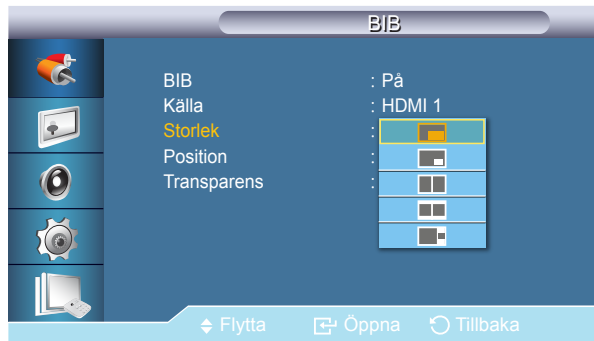 BIB
BIB : På
Källa : HDMI 1
Storlek :
Position :
Transparens :
Flytta Öppna Tillbaka